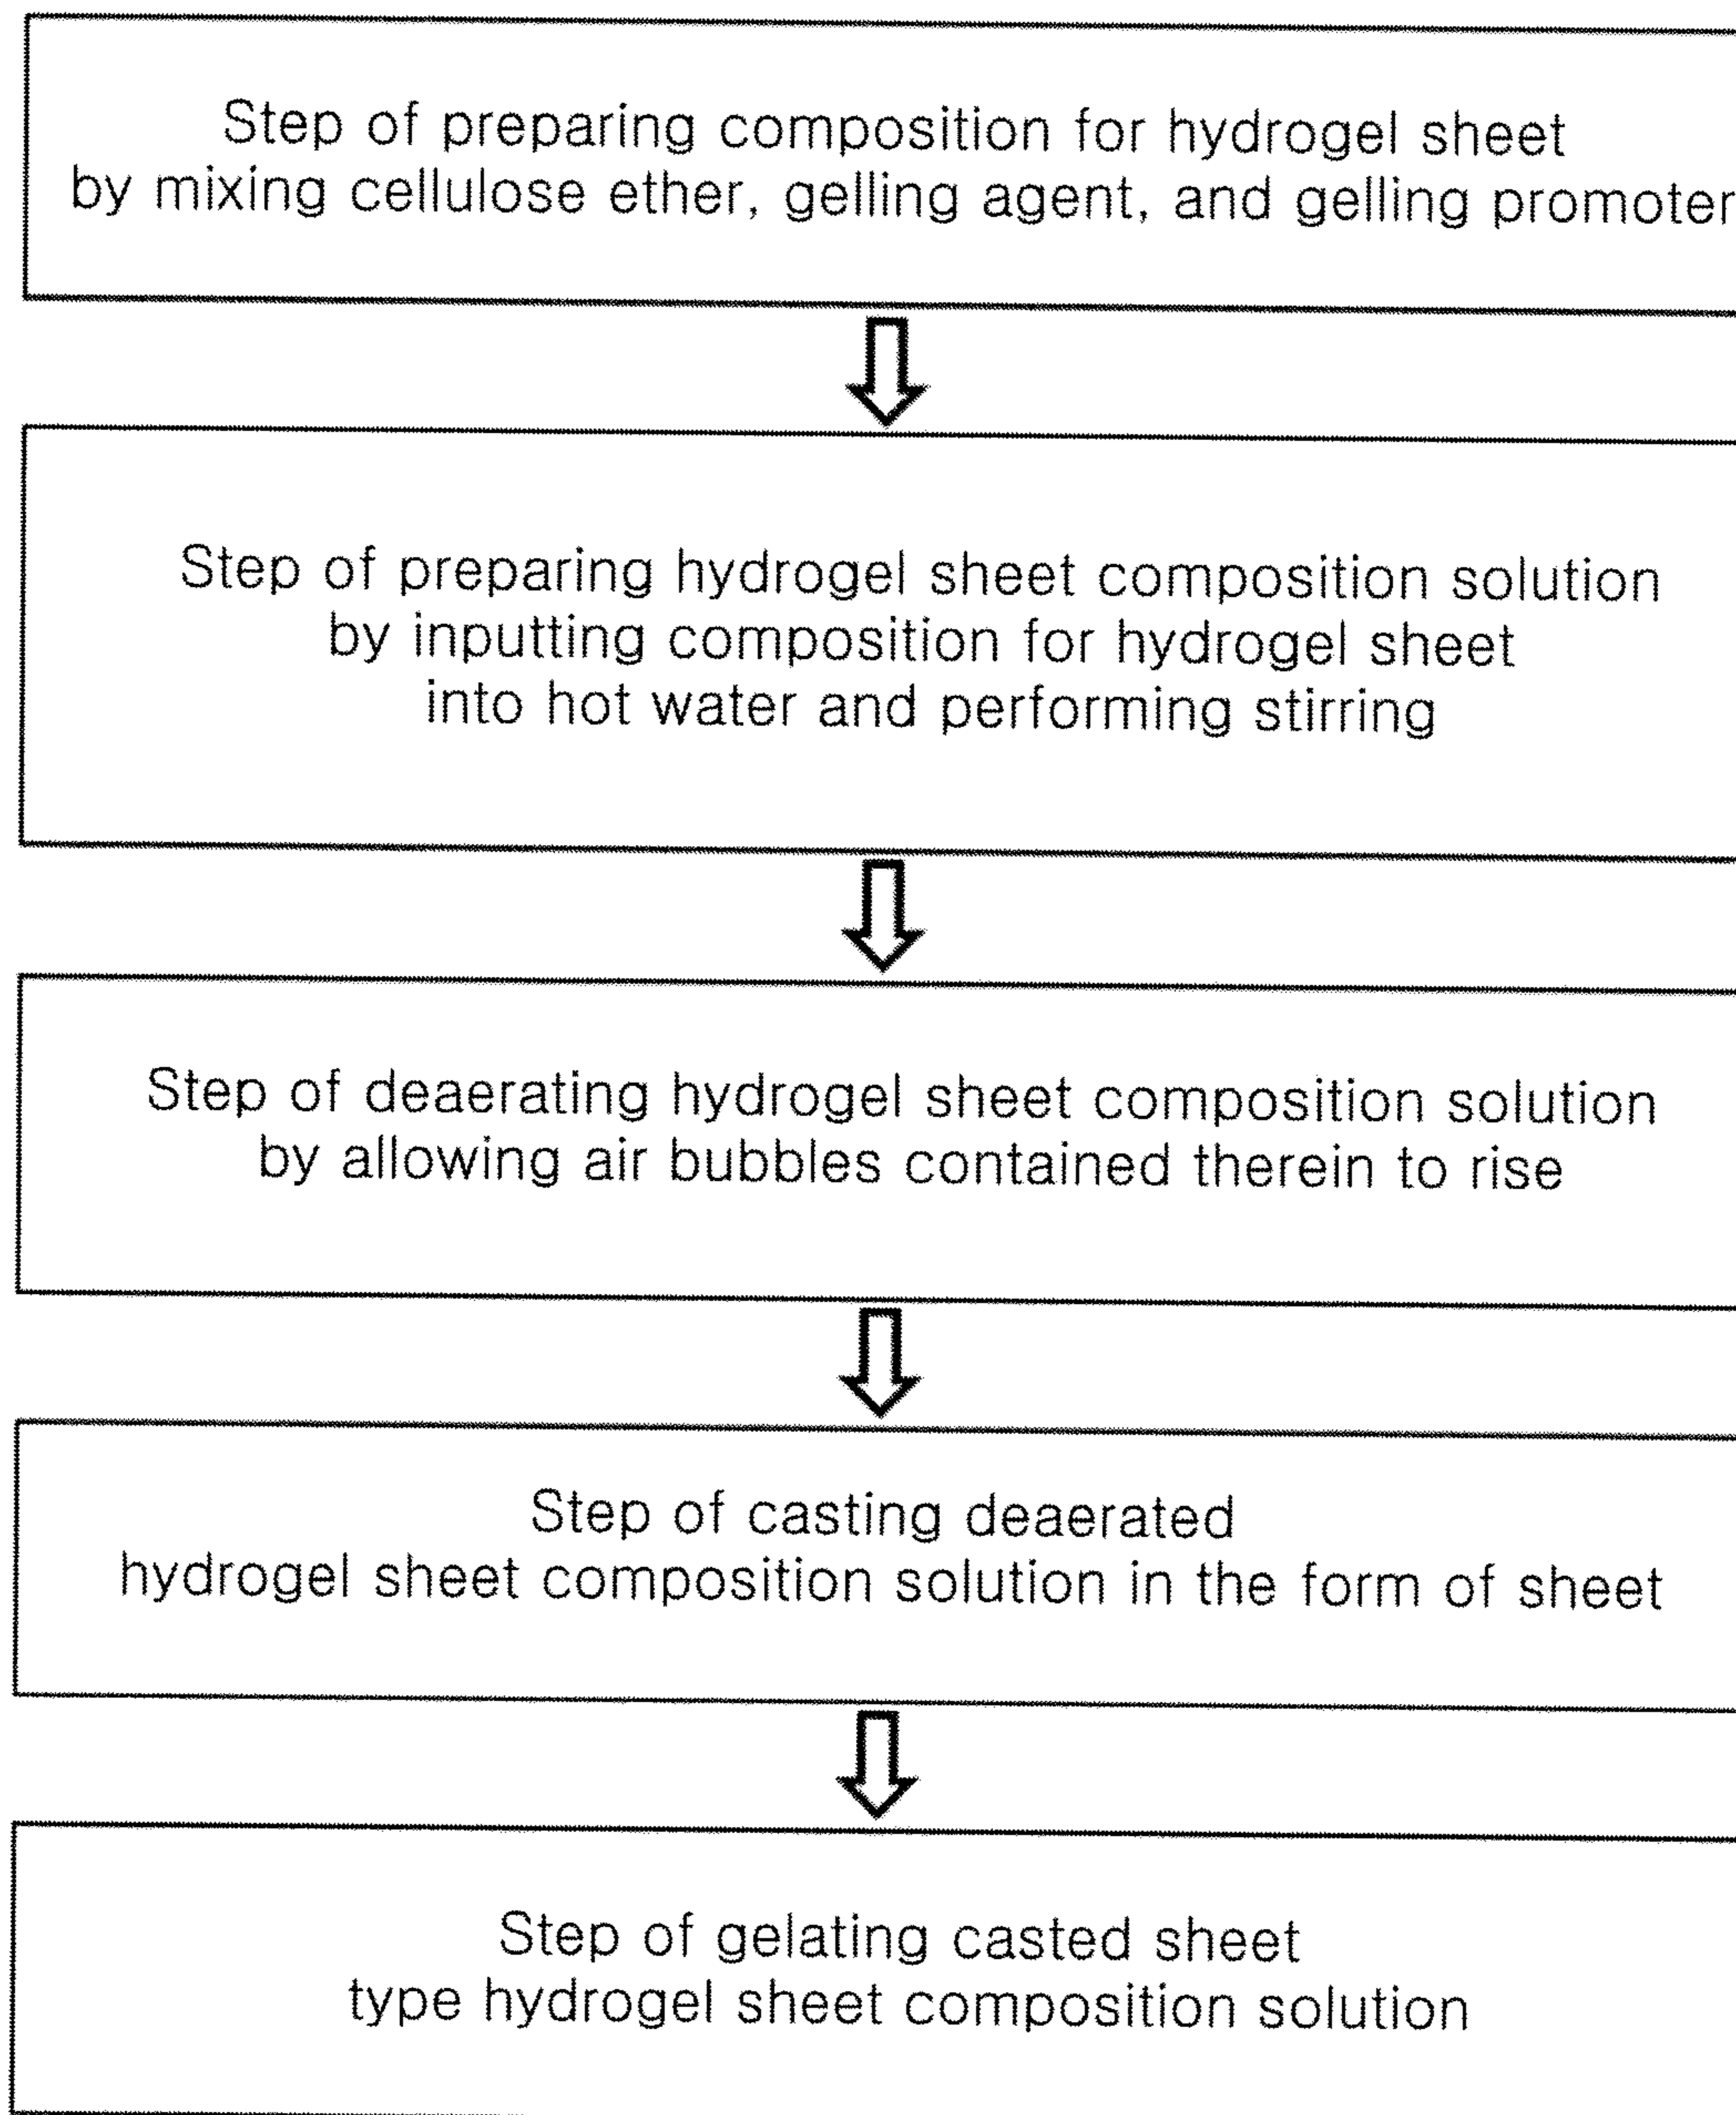 Step of preparing composition for hydrogel sheet
by mixing cellulose ether, gelling agent, and gelling promoter
Step of preparing hydrogel sheet composition solution
by inputting composition for hydrogel sheet
into hot water and performing stirring
Step of deaerating hydrogel sheet composition solution
by allowing air bubbles contained therein to rise
Step of casting deaerated
hydrogel sheet composition solution in the form of sheet
Step of gelating casted sheet
type hydrogel sheet composition solution